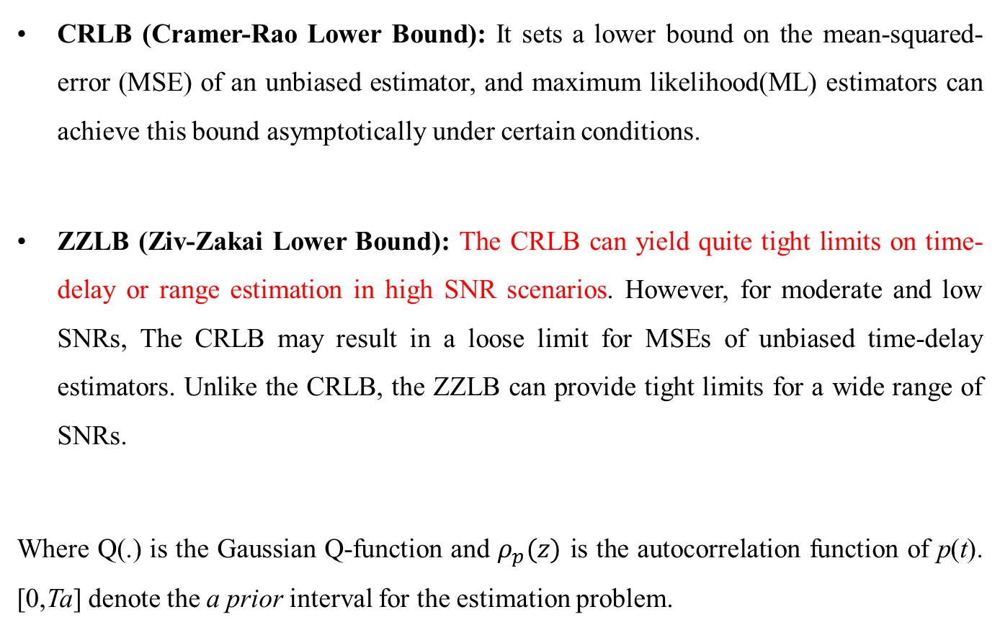 • CRLB (Cramer-Rao Lower Bound): It sets a lower bound on the mean-squared-
error (MSE) of an unbiased estimator, and maximum likelihood(ML) estimators can
achieve this bound asymptotically under certain conditions.
• ZZLB (Ziv-Zakai Lower Bound): The CRLB can yield quite tight limits on time-
delay or range estimation in high SNR scenarios. However, for moderate and low
SNRs, The CRLB may result in a loose limit for MSEs of unbiased time-delay
estimators. Unlike the CRLB, the ZZLB can provide tight limits for a wide range of
SNRs.
Where Q(.) is the Gaussian Q-function and ρₚ(z) is the autocorrelation function of p(t).
[0,Ta] denote the a prior interval for the estimation problem.